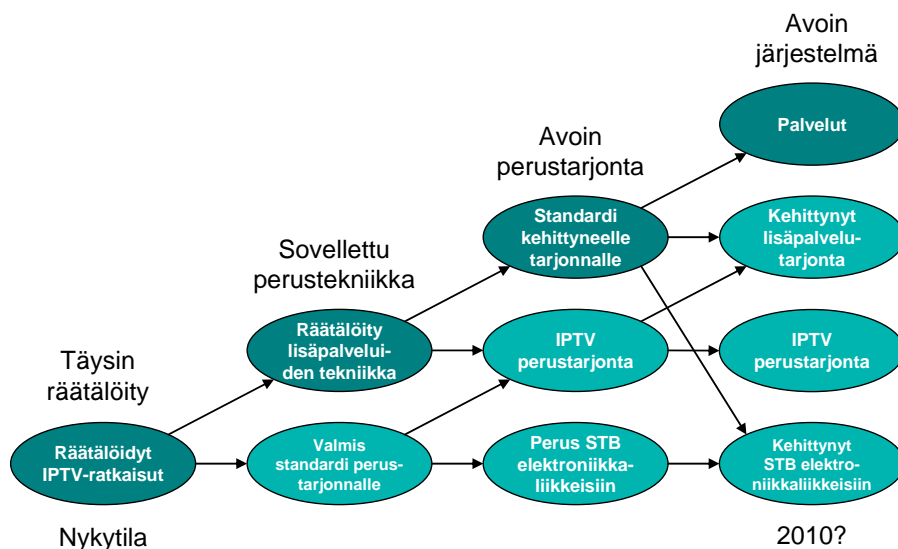 Avoin
järjestelmä
Palvelut
Avoin
perustarjonta
Standardi
kehittyneelle
tarjonnalle
Kehittynyt
lisäpalvelu-
tarjonta
Sovellettu
perustekniikka
Räätälöity
lisäpalvelui-
den tekniikka
IPTV
perustarjonta
IPTV
perustarjonta
Täysin
räätälöity
Räätälöidyt
IPTV-ratkaisut
Valmis
standardi perus-
tarjonnalle
Perus STB
elektroniikka-
liikkeisiin
Kehittynyt
STB elektro-
niikkaliikkeisiin
Nykytila
2010?